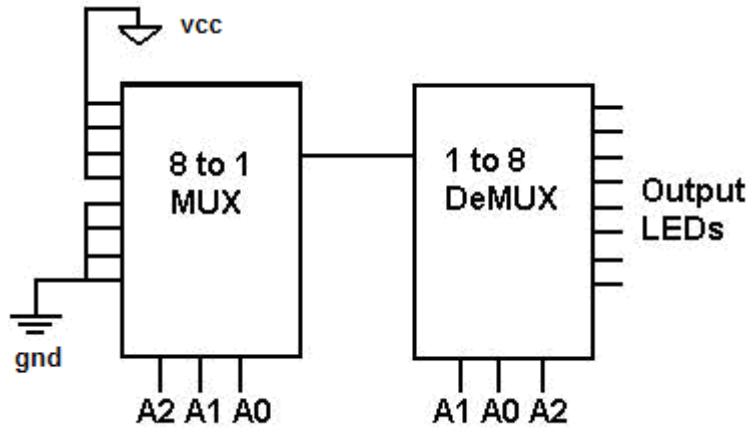 vcc
8 to 1
MUX
1 to 8
DeMUX
Output
LEDs
gnd
A2 A1 A0
A1 A0 A2